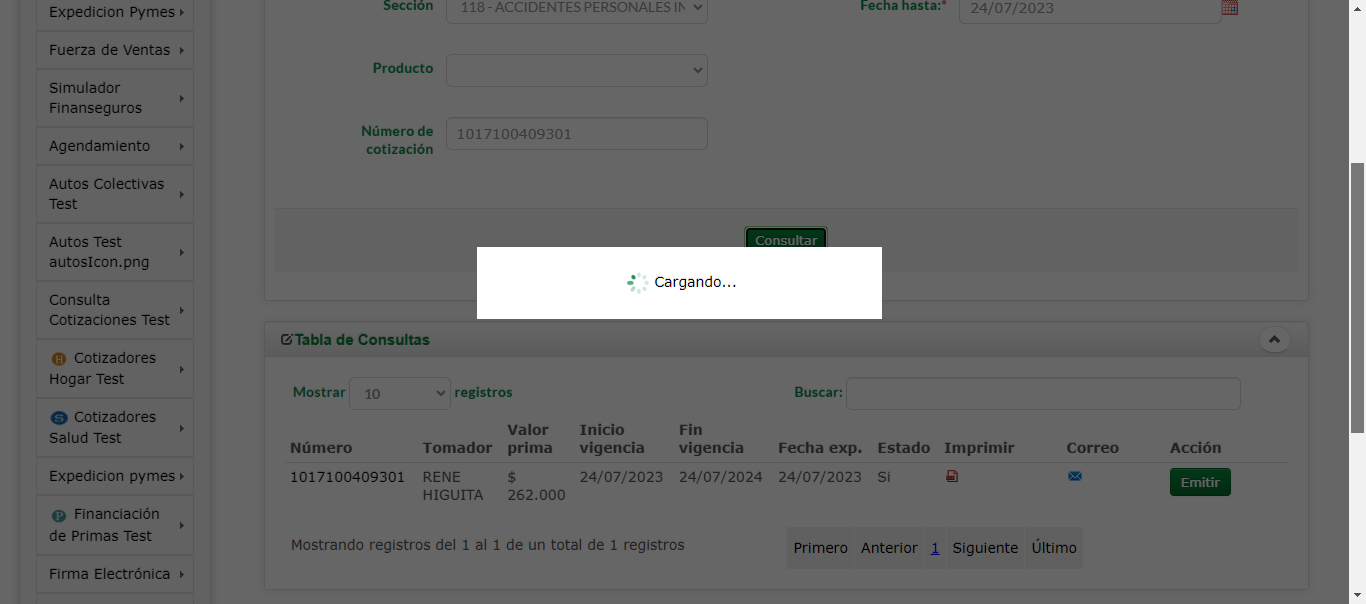 Expedicion Pymes
Fuerza de Ventas
Simulador
Finanseguros
Agendamiento
Autos Colectivas
Test
Autos Test
autosIcon.png
Consulta
Cotizaciones Test
H Cotizadores
Hogar Test
S Cotizadores
Salud Test
Expedicion pymes
P Financiación
de Primas Test
Firma Electrónica
Sección 118 - ACCIDENTES PERSONALES IN Fecha hasta:* 24/07/2023
Producto
Número de
cotización
1017100409301
Consultar
Cargando...
Tabla de Consultas
Mostrar 10 registros Buscar:
Número Tomador Valor prima Inicio vigencia Fin vigencia Fecha exp. Estado Imprimir Correo Acción
1017100409301 RENE HIGUITA $ 262.000 24/07/2023 24/07/2024 24/07/2023 Si Emitir
Mostrando registros del 1 al 1 de un total de 1 registros
Primero Anterior 1 Siguiente Último